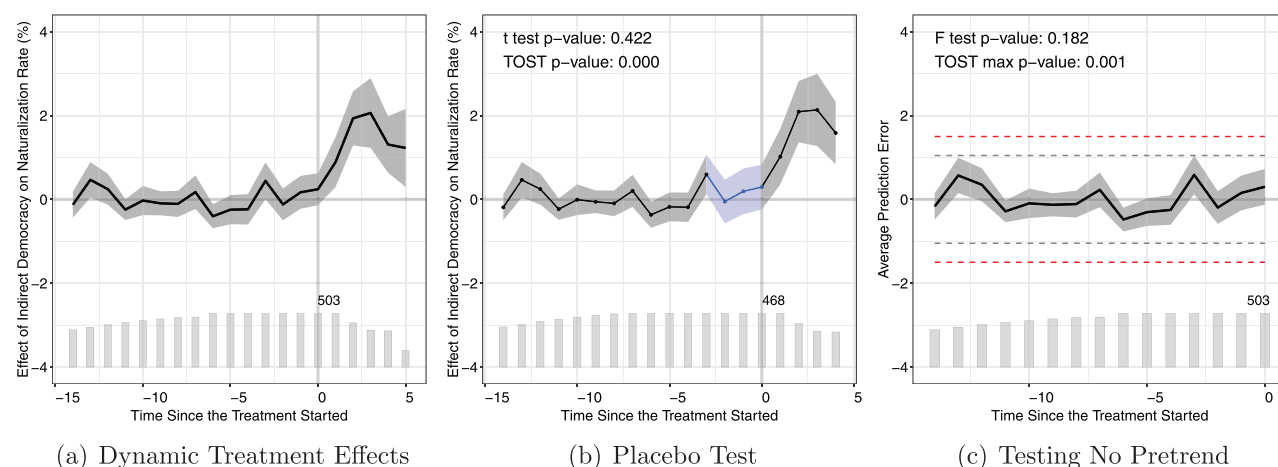 Effect of Indirect Democracy on Naturalization Rate (%)
4
2
0
−2
−4
503
−15
−10
−5
0
5
Time Since the Treatment Started
(a) Dynamic Treatment Effects
Effect of Indirect Democracy on Naturalization Rate (%)
t test p−value: 0.422
TOST p−value: 0.000
4
2
0
−2
−4
468
−15
−10
−5
0
5
Time Since the Treatment Started
(b) Placebo Test
Average Prediction Error
F test p−value: 0.182
TOST max p−value: 0.001
4
2
0
−2
−4
503
−10
−5
0
Time Since the Treatment Started
(c) Testing No Pretrend